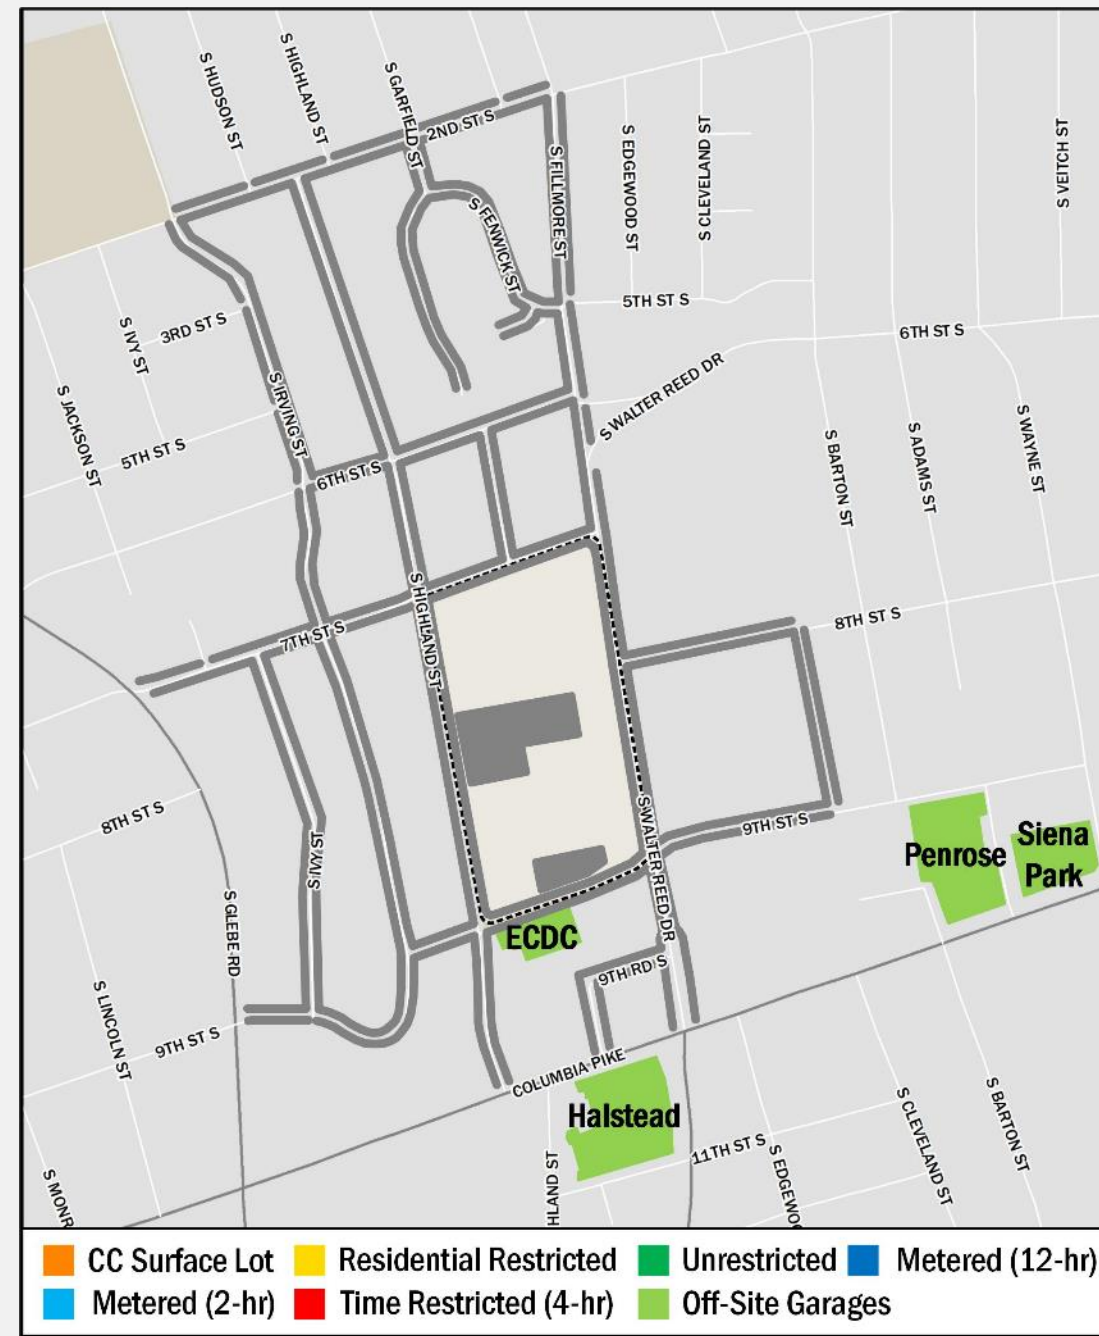 S HUDSON ST
S HIGHLAND ST
S GARFIELD ST
2ND ST S
S FILLMORE ST
S EDGEWOOD ST
S CLEVELAND ST
S VEITCH ST
S FENWICK ST
5TH ST S
6TH ST S
3RD ST S
S IVY ST
S JACKSON ST
S IRVING ST
5TH ST S
6TH ST S
S WALTER REED DR
S BARTON ST
S ADAMS ST
S WAYNE ST
S HIGHLAND ST
7TH ST S
8TH ST S
8TH ST S
S IVY ST
S WALTER REED DR
9TH ST S
Penrose
Siena
Park
ECDC
S GLEBE RD
9TH RD S
S LINCOLN ST
9TH ST S
COLUMBIA PIKE
Halstead
11TH ST S
S CLEVELAND ST
S BARTON ST
S EDGEWO
HLAND ST
S MONR
CC Surface Lot
Residential Restricted
Unrestricted
Metered (12-hr)
Metered (2-hr)
Time Restricted (4-hr)
Off-Site Garages